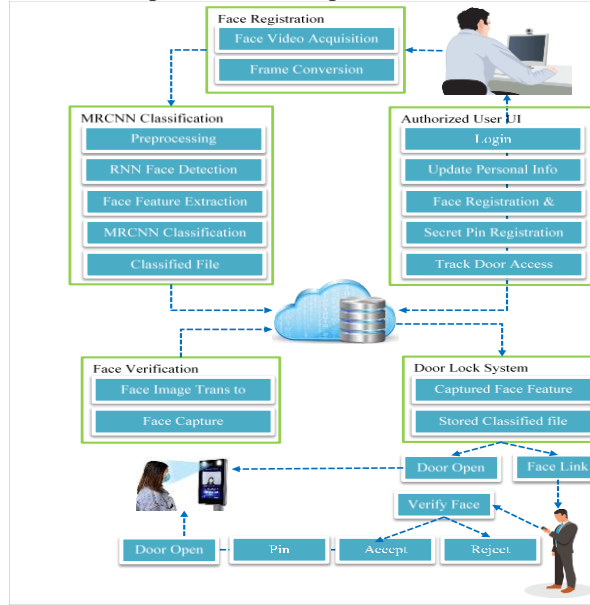 Face Registration
Face Video Acquisition
Frame Conversion
MRCNN Classification
Preprocessing
RNN Face Detection
Face Feature Extraction
MRCNN Classification
Classified File
Authorized User UI
Login
Update Personal Info
Face Registration &
Secret Pin Registration
Track Door Access
Face Verification
Face Image Trans to
Face Capture
Door Lock System
Captured Face Feature
Stored Classified file
Door Open
Face Link
Verify Face
Door Open
Pin
Accept
Reject